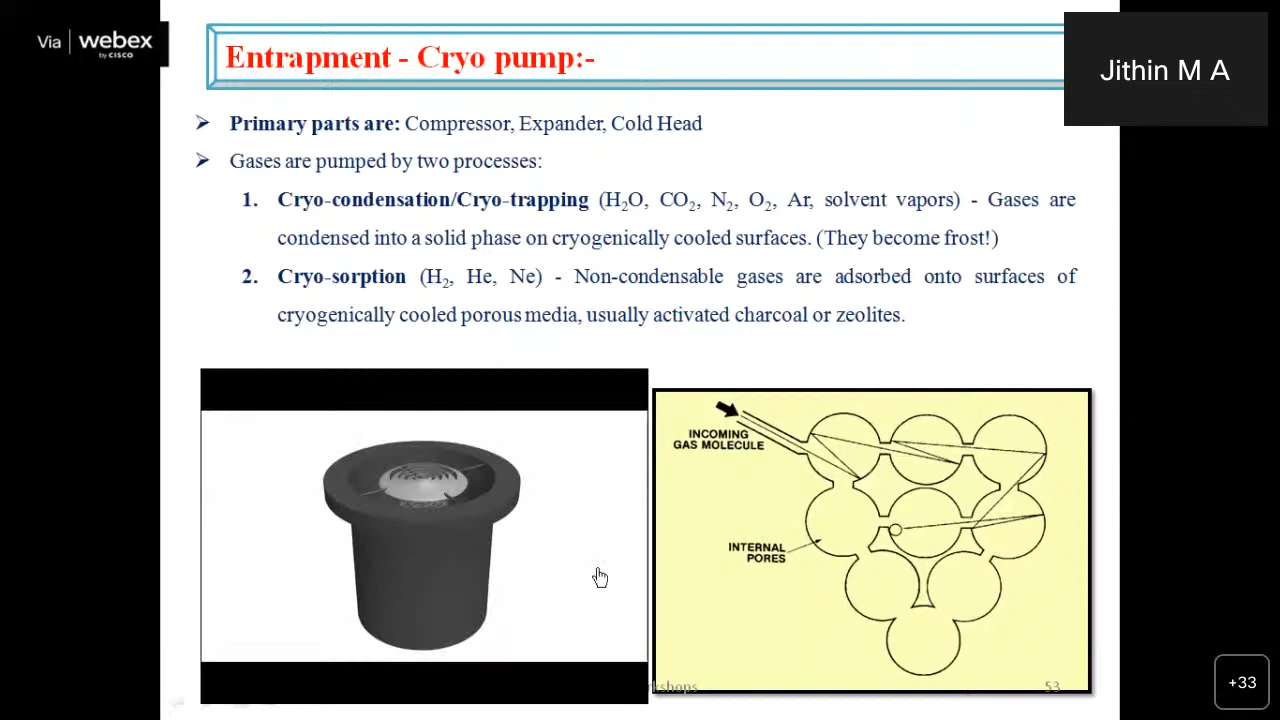 Via | webex
by CISCO
Entrapment - Cryo pump:-
Jithin M A
➢ Primary parts are: Compressor, Expander, Cold Head
➢ Gases are pumped by two processes:
1. Cryo-condensation/Cryo-trapping (H₂O, CO₂, N₂, O₂, Ar, solvent vapors) - Gases are
condensed into a solid phase on cryogenically cooled surfaces. (They become frost!)
2. Cryo-sorption (H₂, He, Ne) - Non-condensable gases are adsorbed onto surfaces of
cryogenically cooled porous media, usually activated charcoal or zeolites.
INCOMING
GAS MOLECULE
INTERNAL
PORES
53
+33